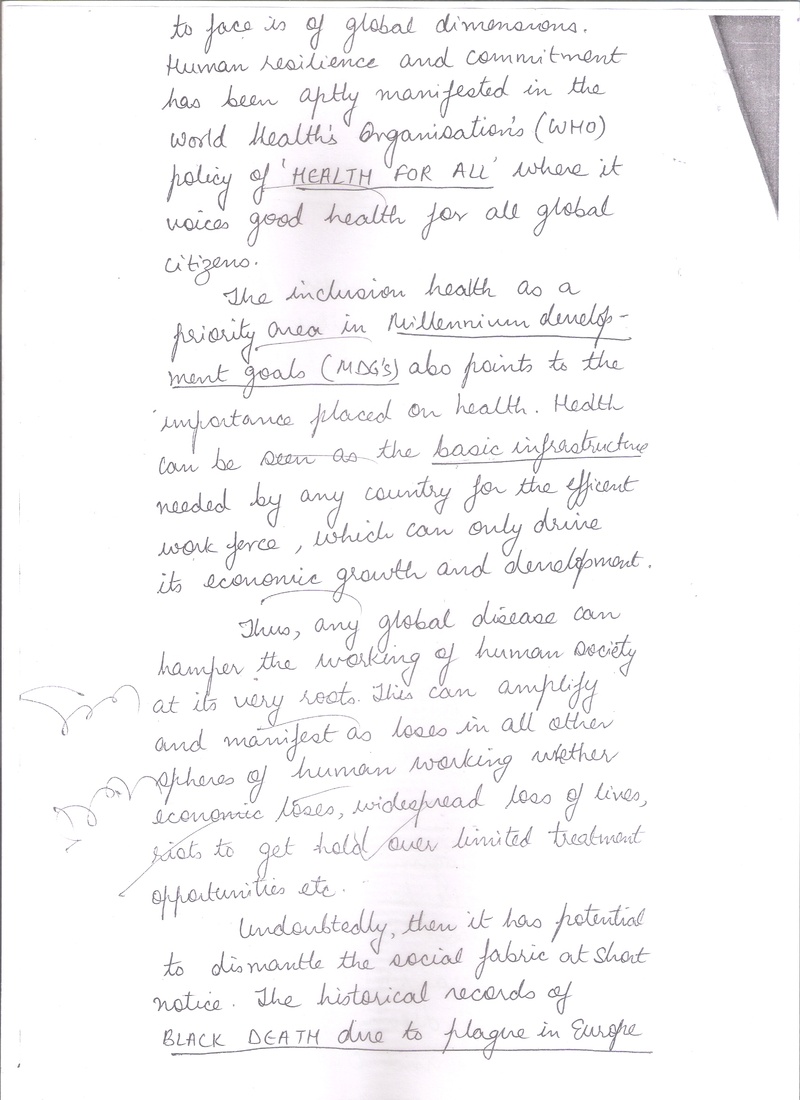 to face is of global dimensions.
Human resilience and commitment
has been aptly manifested in the
World Health's Organisation's (WHO)
policy of 'HEALTH FOR ALL' where it
voices good health for all global
citizens.
The inclusion health as a
priority area in Millennium develop-
ment goals (MDG's) also points to the
importance placed on health. Health
can be seen as the basic infrastructure
needed by any country for the efficent
work force, which can only drive
its economic growth and development.
Thus, any global disease can
hamper the working of human society
at its very roots. This can amplify
and manifest as loses in all other
spheres of human working whether
economic loses, widespread loss of lives,
riots to get hold over limited treatment
opportunities etc.
Undoubtedly, then it has potential
to dismantle the social fabric at short
notice. The historical records of
BLACK DEATH due to plague in Europe